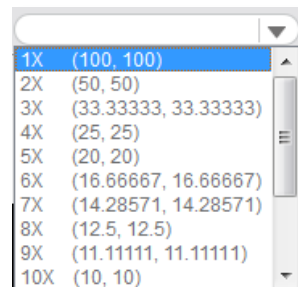 1X (100, 100)
2X (50, 50)
3X (33.33333, 33.33333)
4X (25, 25)
5X (20, 20)
6X (16.66667, 16.66667)
7X (14.28571, 14.28571)
8X (12.5, 12.5)
9X (11.11111, 11.11111)
10X (10, 10)